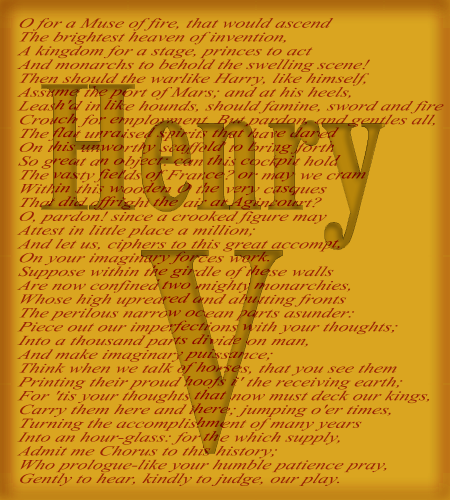 O for a Muse of fire, that would ascend
The brightest heaven of invention,
A kingdom for a stage, princes to act
And monarchs to behold the swelling scene!
Then should the warlike Harry, like himself,
Assume the port of Mars; and at his heels,
Leash'd in like hounds, should famine, sword and fire
Crouch for employment. But pardon, and gentles all,
The flat unraised spirits that have dared
On this unworthy scaffold to bring forth
So great an object: can this cockpit hold
The vasty fields of France? or may we cram
Within this wooden O the very casques
That did affright the air at Agincourt?
O, pardon! since a crooked figure may
Attest in little place a million;
And let us, ciphers to this great accompt,
On your imaginary forces work.
Suppose within the girdle of these walls
Are now confined two mighty monarchies,
Whose high upreared and abutting fronts
The perilous narrow ocean parts asunder:
Piece out our imperfections with your thoughts;
Into a thousand parts divide on man,
And make imaginary puissance;
Think when we talk of horses, that you see them
Printing their proud hoofs i' the receiving earth;
For 'tis your thoughts that now must deck our kings,
Carry them here and there; jumping o'er times,
Turning the accomplishment of many years
Into an hour-glass: for the which supply,
Admit me Chorus to this history;
Who prologue-like your humble patience pray,
Gently to hear, kindly to judge, our play.
Henry
V